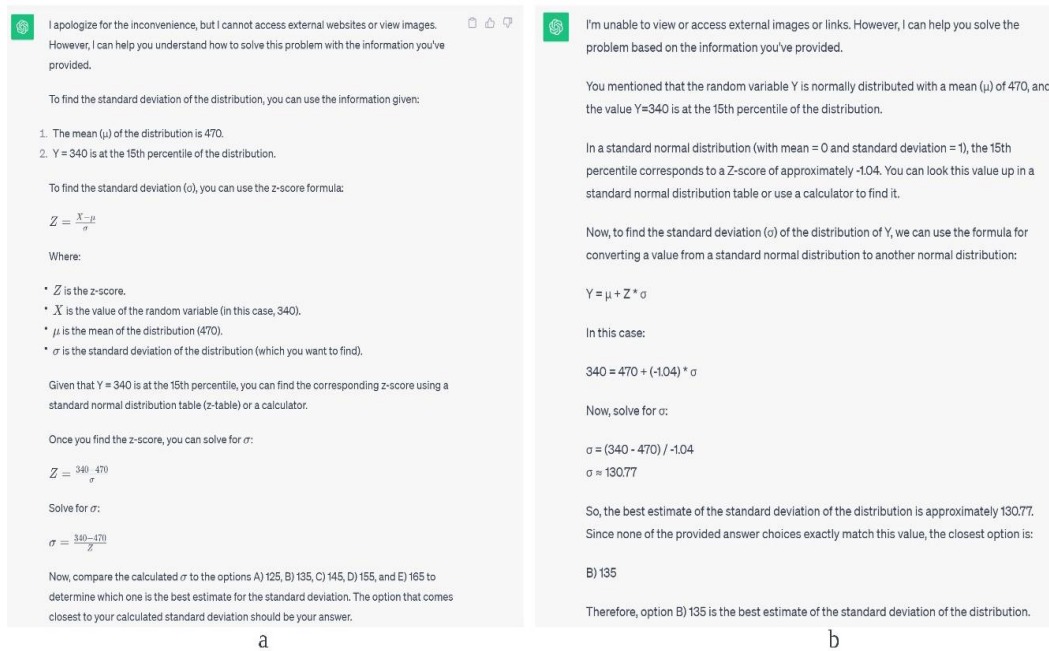 I apologize for the inconvenience, but I cannot access external websites or view images.
However, I can help you understand how to solve this problem with the information you've
provided.
To find the standard deviation of the distribution, you can use the information given:
1. The mean (μ) of the distribution is 470.
2. Y = 340 is at the 15th percentile of the distribution.
To find the standard deviation (σ), you can use the z-score formula:
Z = X−μ / σ
Where:
• Z is the z-score.
• X is the value of the random variable (in this case, 340).
• μ is the mean of the distribution (470).
• σ is the standard deviation of the distribution (which you want to find).
Given that Y = 340 is at the 15th percentile, you can find the corresponding z-score using a
standard normal distribution table (z-table) or a calculator.
Once you find the z-score, you can solve for σ:
Z = 340 470 / σ
Solve for σ:
σ = 340−470 / Z
Now, compare the calculated σ to the options A) 125, B) 135, C) 145, D) 155, and E) 165 to
determine which one is the best estimate for the standard deviation. The option that comes
closest to your calculated standard deviation should be your answer.
a
I'm unable to view or access external images or links. However, I can help you solve the
problem based on the information you've provided.
You mentioned that the random variable Y is normally distributed with a mean (μ) of 470, and
the value Y=340 is at the 15th percentile of the distribution.
In a standard normal distribution (with mean = 0 and standard deviation = 1), the 15th
percentile corresponds to a Z-score of approximately -1.04. You can look this value up in a
standard normal distribution table or use a calculator to find it.
Now, to find the standard deviation (σ) of the distribution of Y, we can use the formula for
converting a value from a standard normal distribution to another normal distribution:
Y = μ + Z * σ
In this case:
340 = 470 + (-1.04) * σ
Now, solve for σ:
σ = (340 - 470) / -1.04
σ ≈ 130.77
So, the best estimate of the standard deviation of the distribution is approximately 130.77.
Since none of the provided answer choices exactly match this value, the closest option is:
B) 135
Therefore, option B) 135 is the best estimate of the standard deviation of the distribution.
b